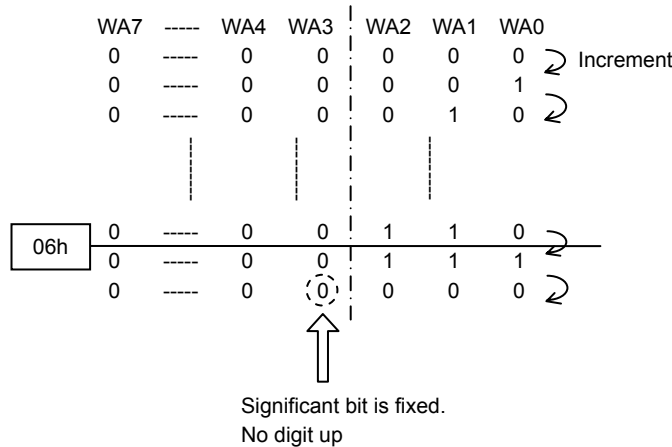 WA7 ----- WA4 WA3 WA2 WA1 WA0
0 ----- 0 0 0 0 0 Increment
0 ----- 0 0 0 0 1
0 ----- 0 0 0 1 0
0 ----- 0 0 1 1 0
06h
0 ----- 0 0 1 1 1
0 ----- 0 0 0 0 0
Significant bit is fixed.
No digit up